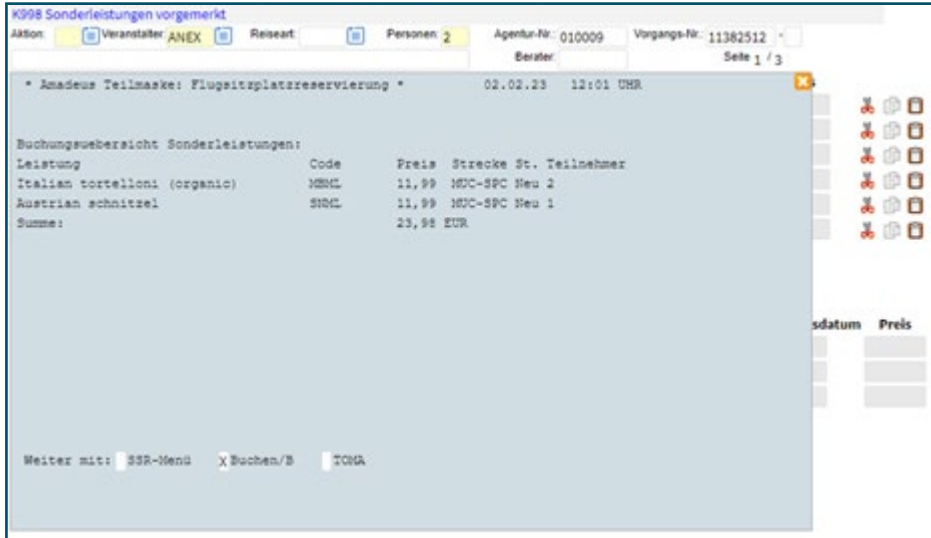 K998 Sonderleistungen vorgemerkt
Aktion: Veranstalter: ANEX Reiseart: Personen: 2 Agentur-Nr.: 010009 Vorgangs-Nr.: 11382512 -
Berater: Seite 1 / 3
* Amadeus Teilmaske: Flugsitzplatzreservierung * 02.02.23 12:01 UHR
Buchungsuebersicht Sonderleistungen:
Leistung Code Preis Strecke St. Teilnehmer
Italian tortelloni (organic) 11,99 MUC-SPC Neu 2
Austrian schnitzel 11,99 MUC-SPC Neu 1
Summe: 23,98 EUR
sdatum Preis
Weiter mit: SSR-Menü X Buchen/B TOMA